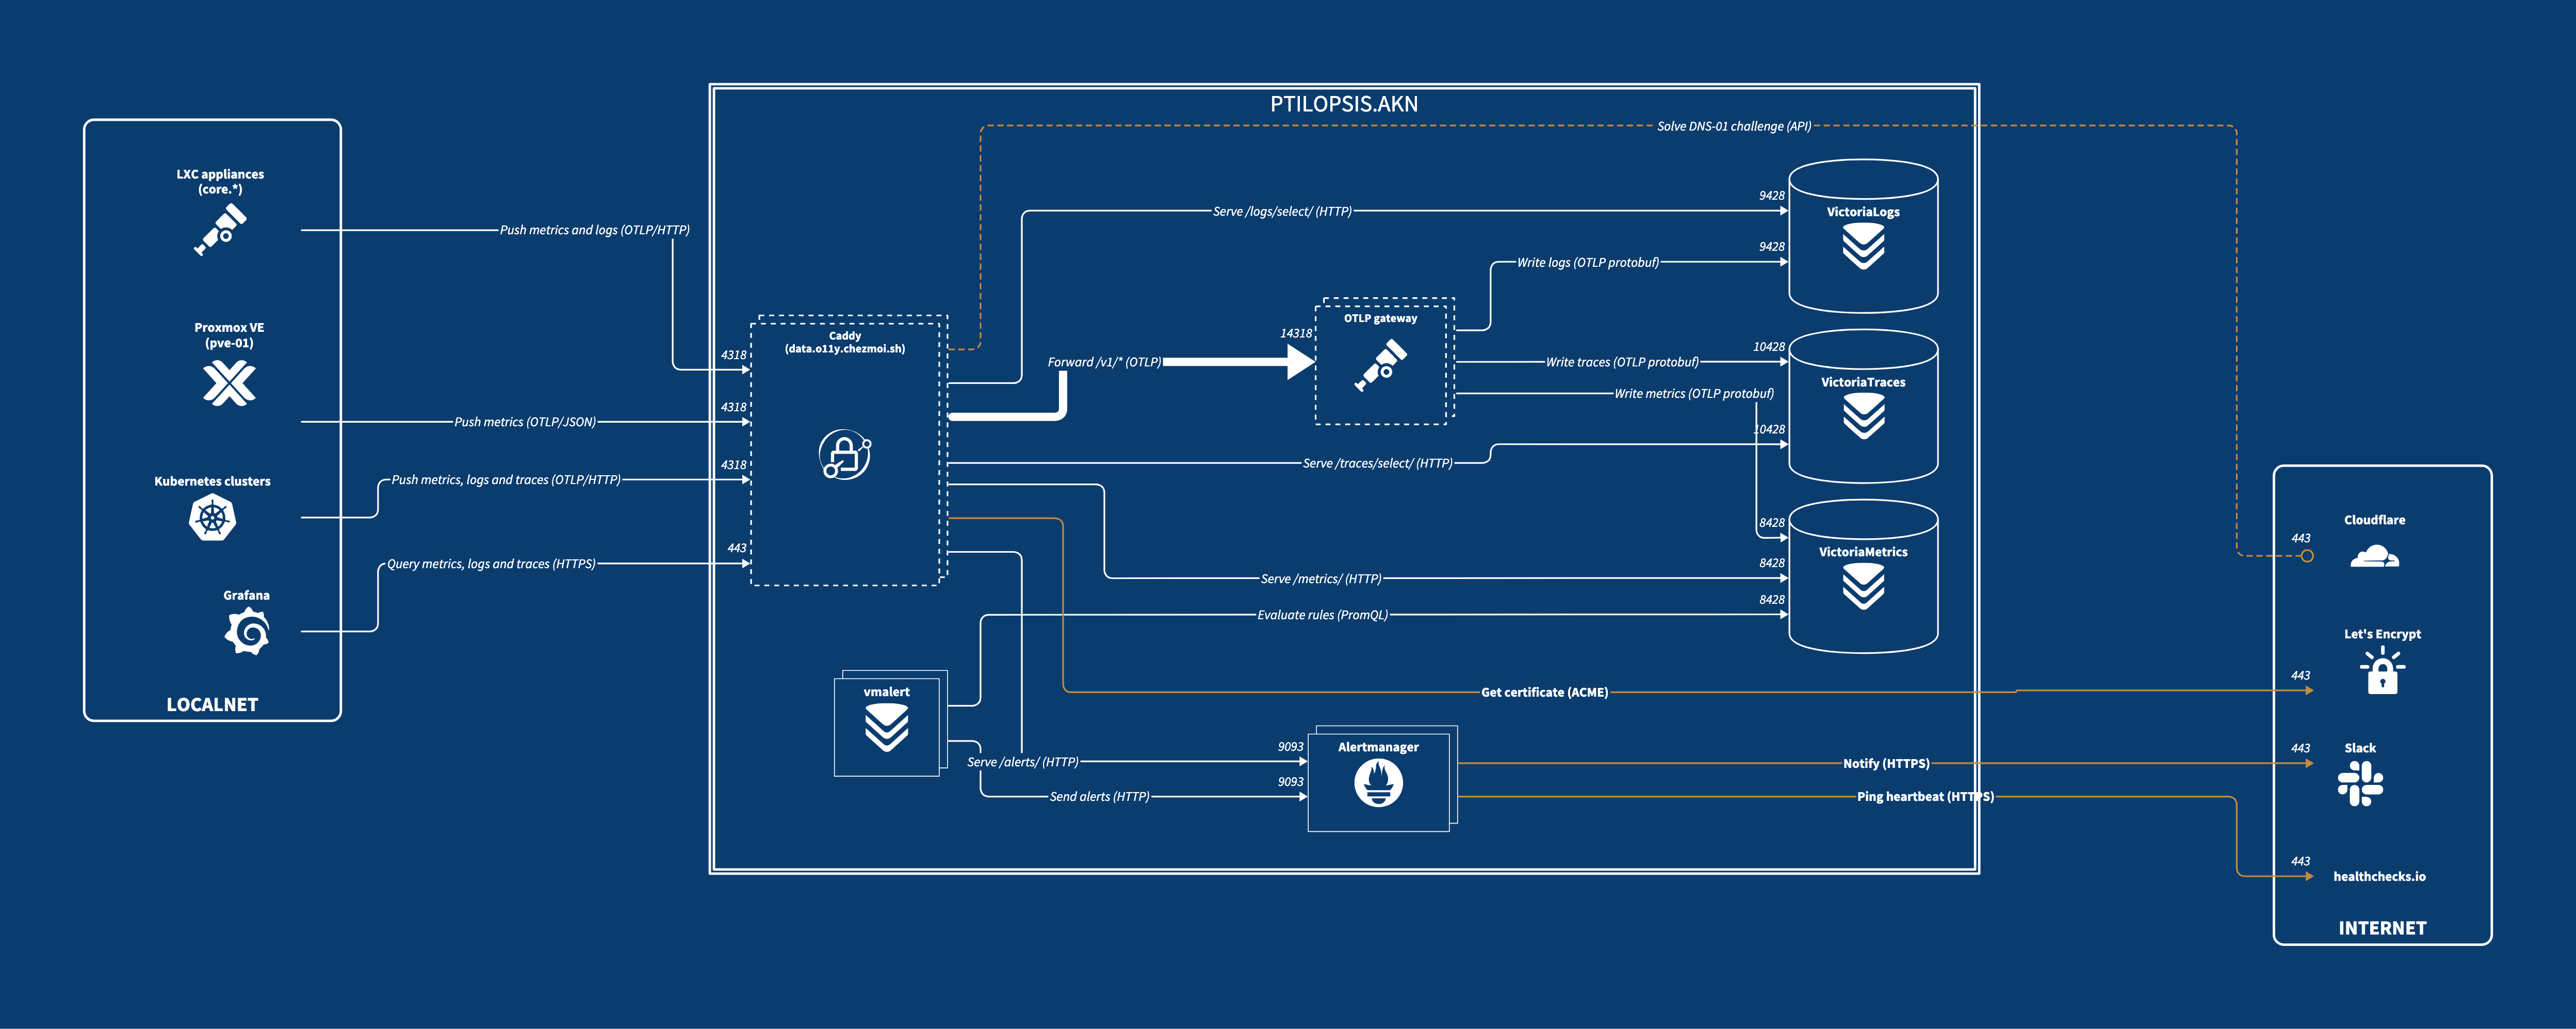 PTILOPSIS.AKN
Solve DNS-01 challenge (API)
LXC appliances
(core.*)
Push metrics and logs (OTLP/HTTP)
Proxmox VE
(pve-01)
Push metrics (OTLP/JSON)
Kubernetes clusters
Push metrics, logs and traces (OTLP/HTTP)
Grafana
Query metrics, logs and traces (HTTPS)
LOCALNET
4318
4318
4318
443
Caddy
(data.o11y.chezmoi.sh)
Serve /logs/select/ (HTTP)
9428
VictoriaLogs
9428
Write logs (OTLP protobuf)
14318
OTLP gateway
Forward /v1/* (OTLP)
Write traces (OTLP protobuf)
10428
VictoriaTraces
Write metrics (OTLP protobuf)
10428
Serve /traces/select/ (HTTP)
8428
VictoriaMetrics
8428
Serve /metrics/ (HTTP)
8428
Evaluate rules (PromQL)
vmalert
Get certificate (ACME)
Serve /alerts/ (HTTP)
9093
Alertmanager
9093
Send alerts (HTTP)
Notify (HTTPS)
Ping heartbeat (HTTPS)
Cloudflare
443
Let's Encrypt
443
Slack
443
443
healthchecks.io
INTERNET